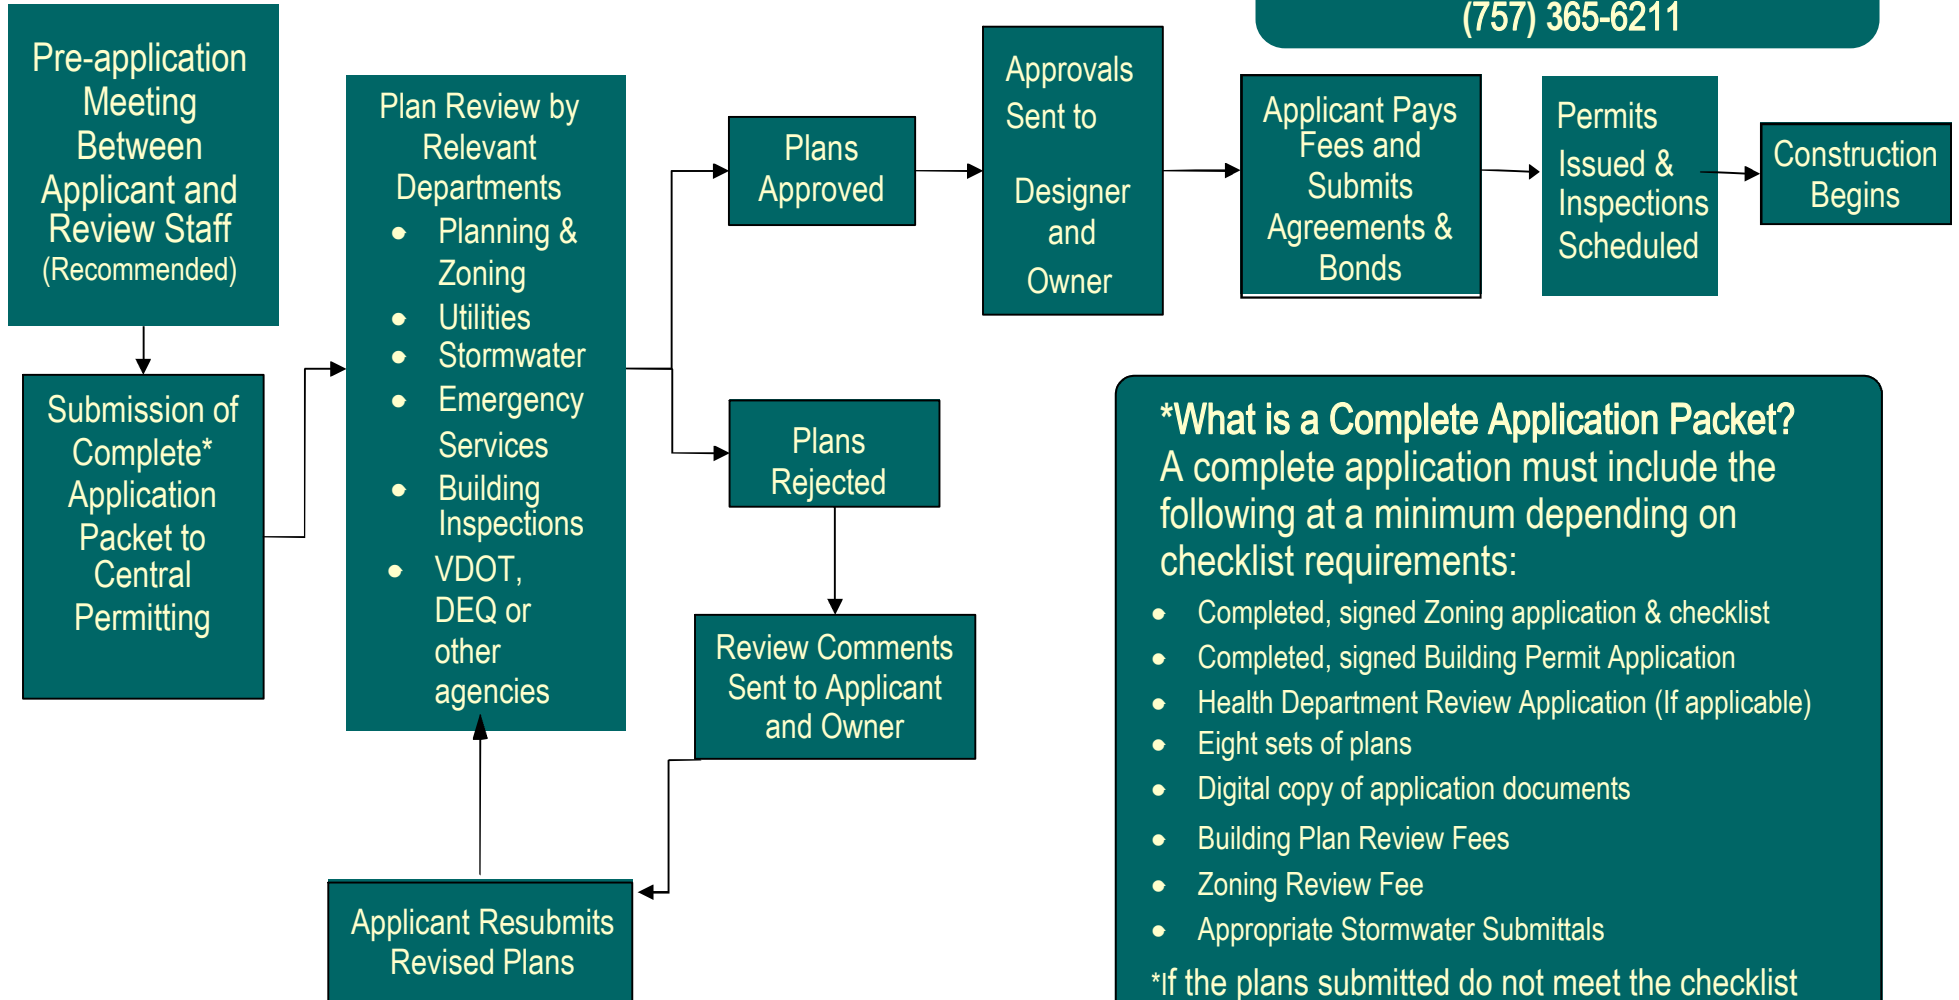 (757) 365-6211
Pre-application
Meeting
Between
Applicant and
Review Staff
(Recommended)
Submission of
Complete*
Application
Packet to
Central
Permitting
Plan Review by
Relevant
Departments
• Planning &
Zoning
• Utilities
• Stormwater
• Emergency
Services
• Building
Inspections
• VDOT,
DEQ or
other
agencies
Plans
Approved
Approvals
Sent to
Designer
and
Owner
Applicant Pays
Fees and
Submits
Agreements &
Bonds
Permits
Issued &
Inspections
Scheduled
Construction
Begins
Plans
Rejected
Review Comments
Sent to Applicant
and Owner
Applicant Resubmits
Revised Plans
*What is a Complete Application Packet?
A complete application must include the
following at a minimum depending on
checklist requirements:
• Completed, signed Zoning application & checklist
• Completed, signed Building Permit Application
• Health Department Review Application (If applicable)
• Eight sets of plans
• Digital copy of application documents
• Building Plan Review Fees
• Zoning Review Fee
• Appropriate Stormwater Submittals
*If the plans submitted do not meet the checklist